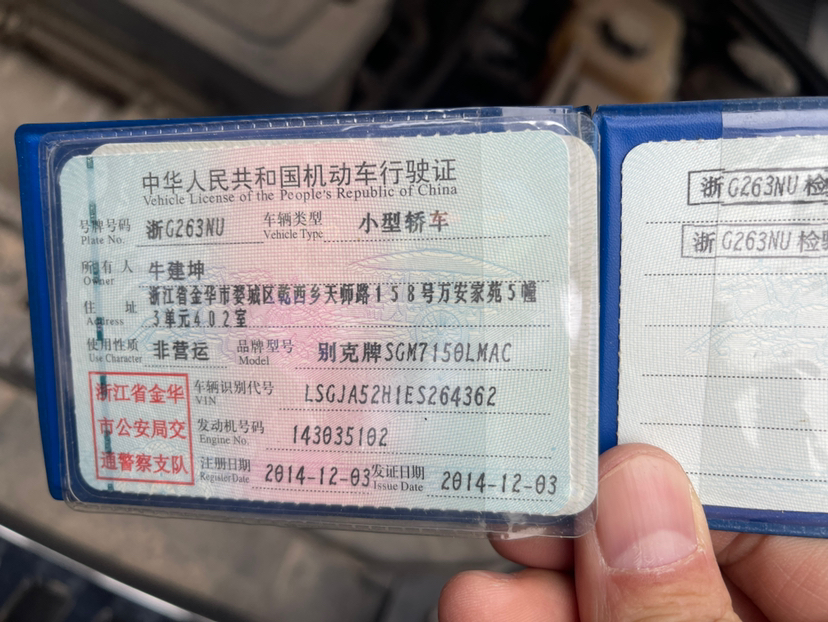 中华人民共和国机动车行驶证
Vehicle License of the People's Republic of China
号牌号码 浙G263NU 车辆类型 小型轿车
Plate No. Vehicle Type
所有人 牛建坤
Owner
住址 浙江省金华市婺城区乾西乡天师路158号万安家苑5幢
Address 3单元402室
使用性质 非营运 品牌型号 别克牌SGM7150LMAC
Use Character Model
浙江省金华
市公安局交
通警察支队
车辆识别代号 LSGJA52H1ES264362
VIN
发动机号码 143035102
Engine No.
注册日期 2014-12-03 发证日期 2014-12-03
Register Date Issue Date
浙G263NU 检
浙G263NU 检